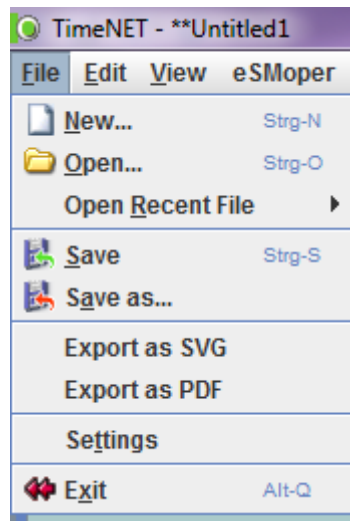 TimeNET - **Untitled1
File Edit View eSMoper
New... Strg-N
Open... Strg-O
Open Recent File
Save Strg-S
Save as...
Export as SVG
Export as PDF
Settings
Exit Alt-Q